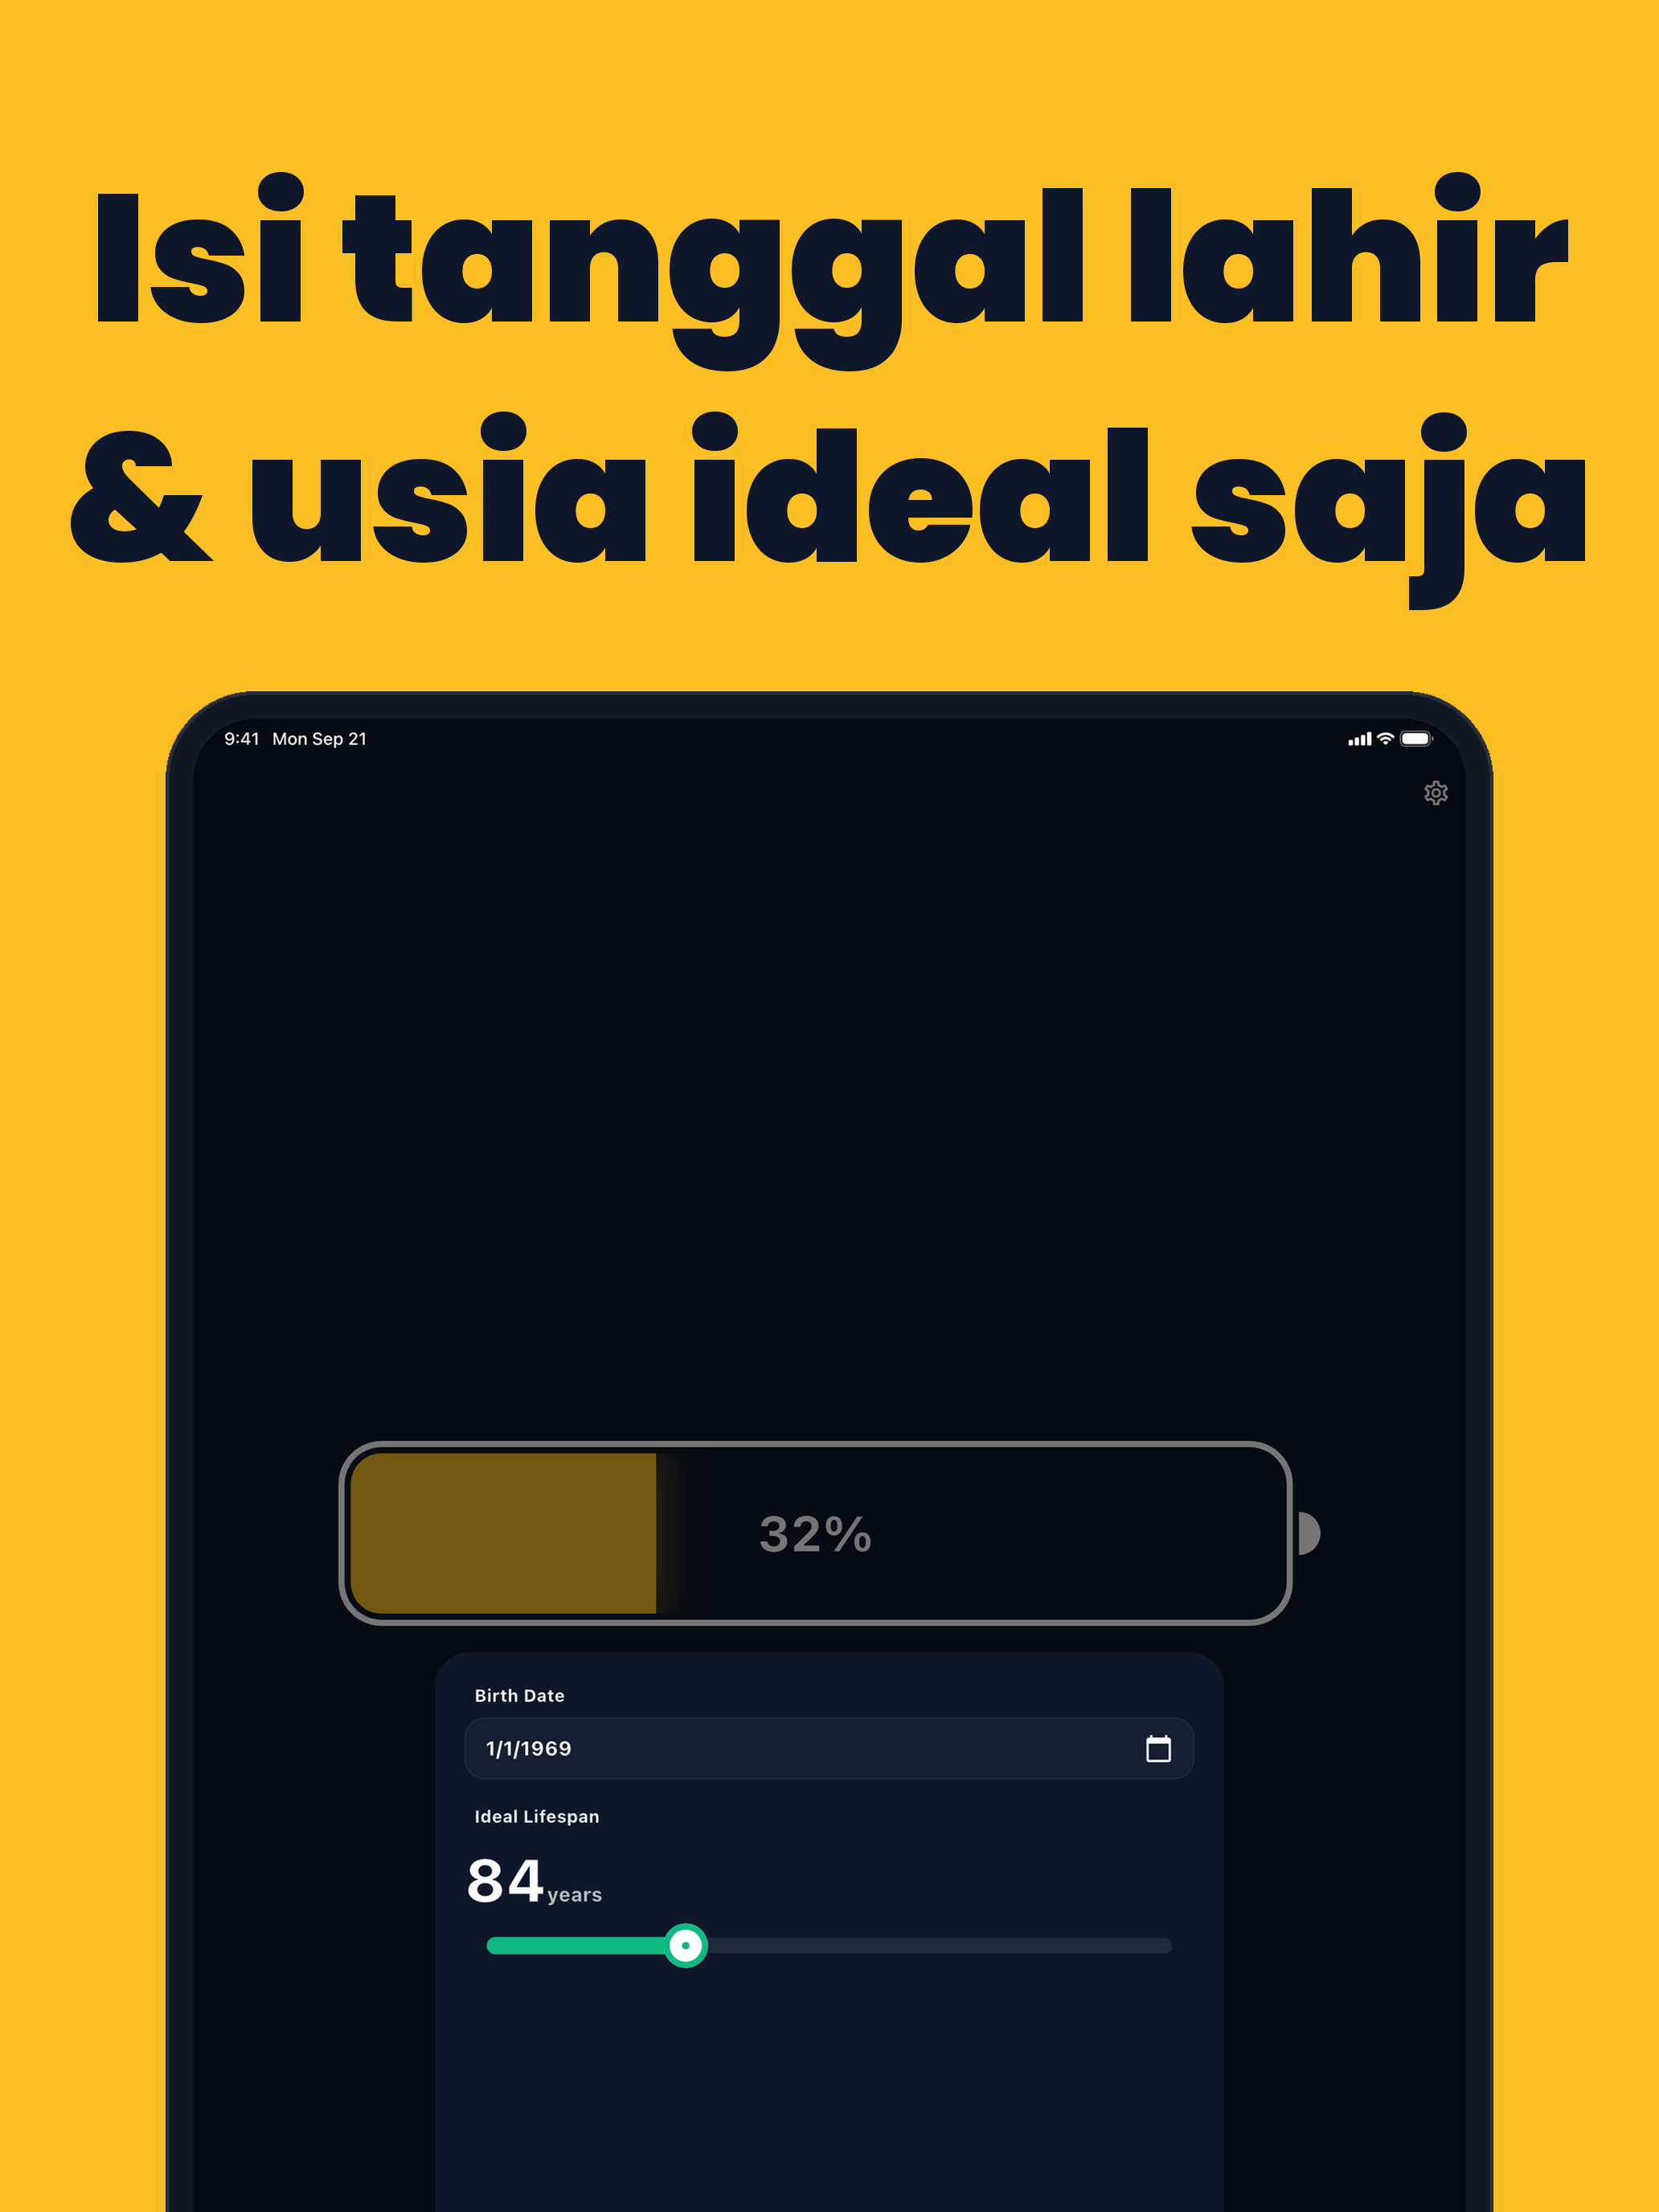 Isi tanggal lahir
& usia ideal saja
9:41 Mon Sep 21
32%
Birth Date
1/1/1969
Ideal Lifespan
84 years